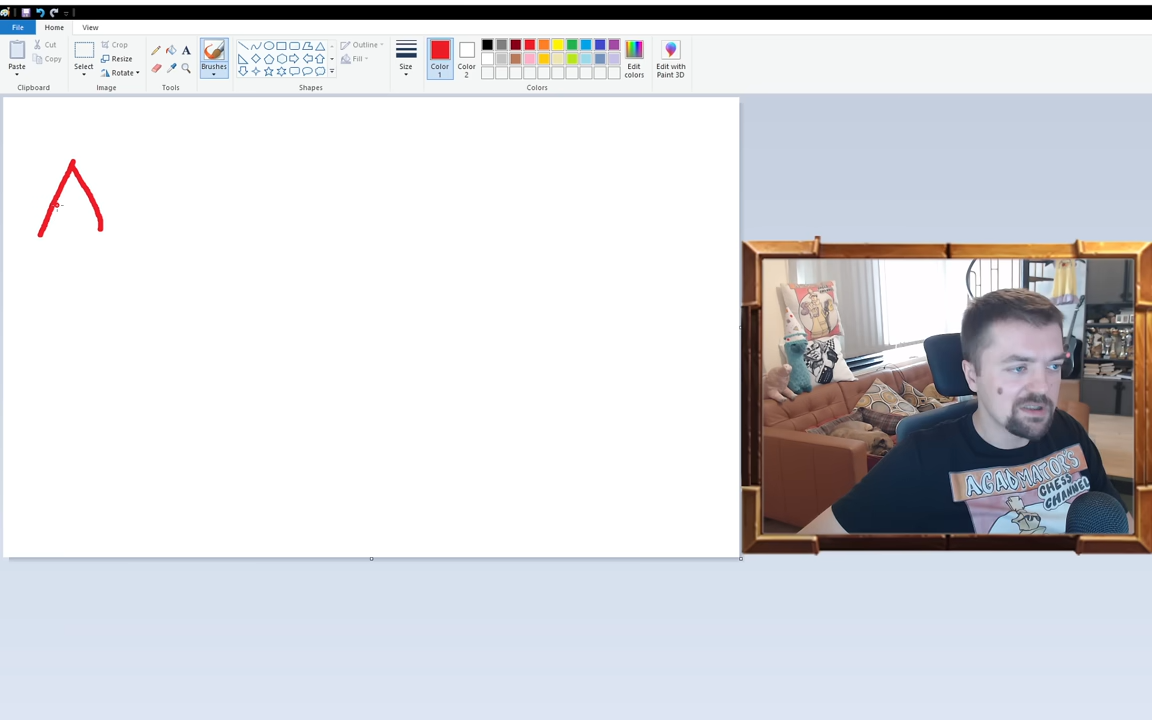 File Home View
Paste
Cut
Copy
Clipboard
Select
Crop
Resize
Rotate
Image
A
Tools
Brushes
Shapes
Outline
Fill
Size
Color
1
Color
2
Edit
colors
Colors
Edit with
Paint 3D
AGADMATOR'S
CHESS
CHANNEL